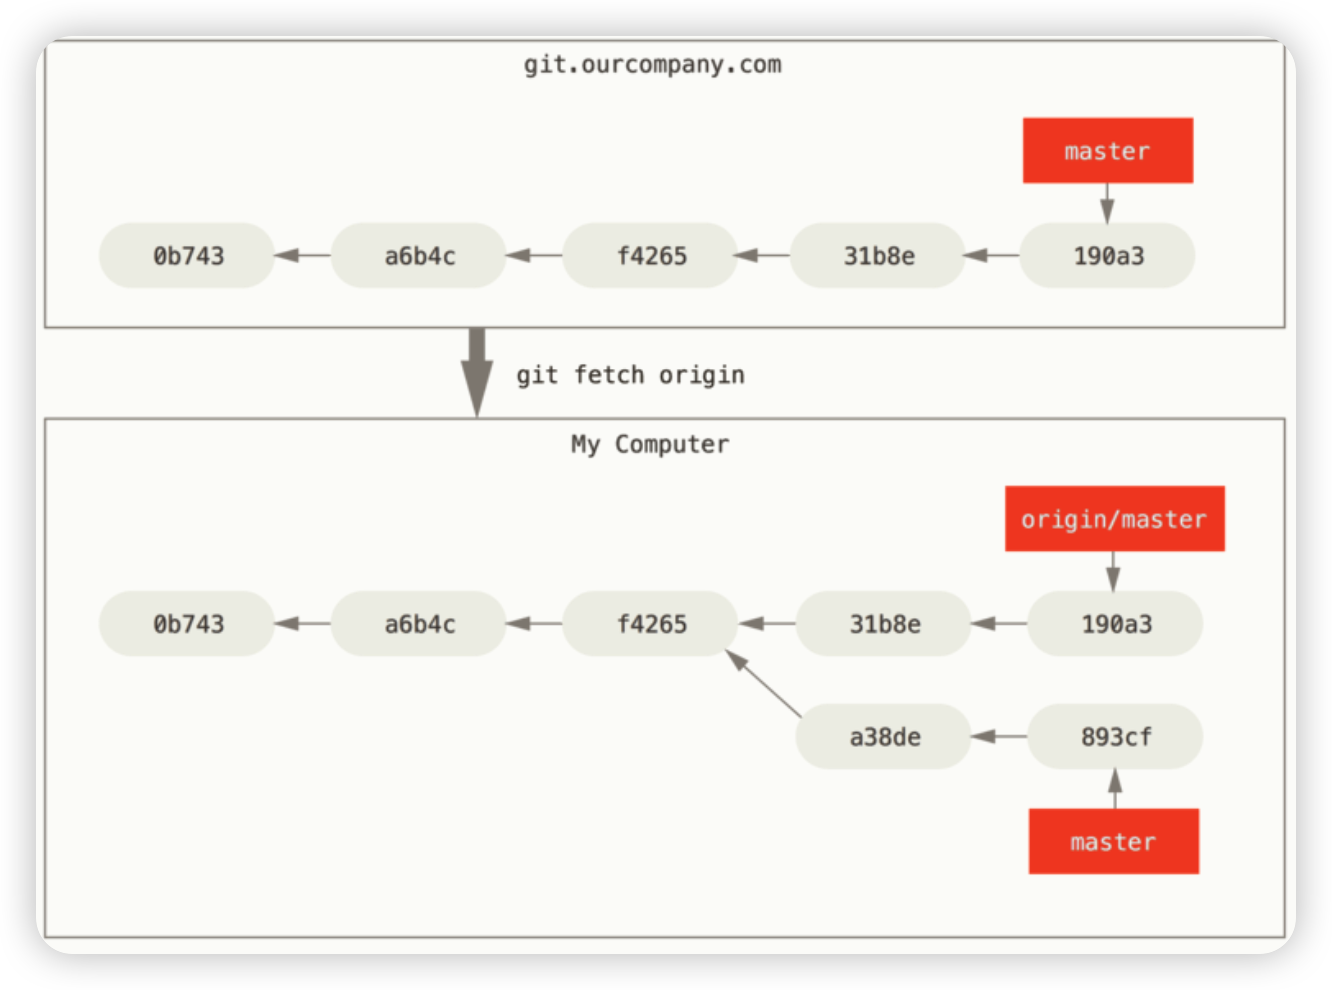 git.ourcompany.com
master
0b743 a6b4c f4265 31b8e 190a3
git fetch origin
My Computer
origin/master
0b743 a6b4c f4265 31b8e 190a3
a38de 893cf
master